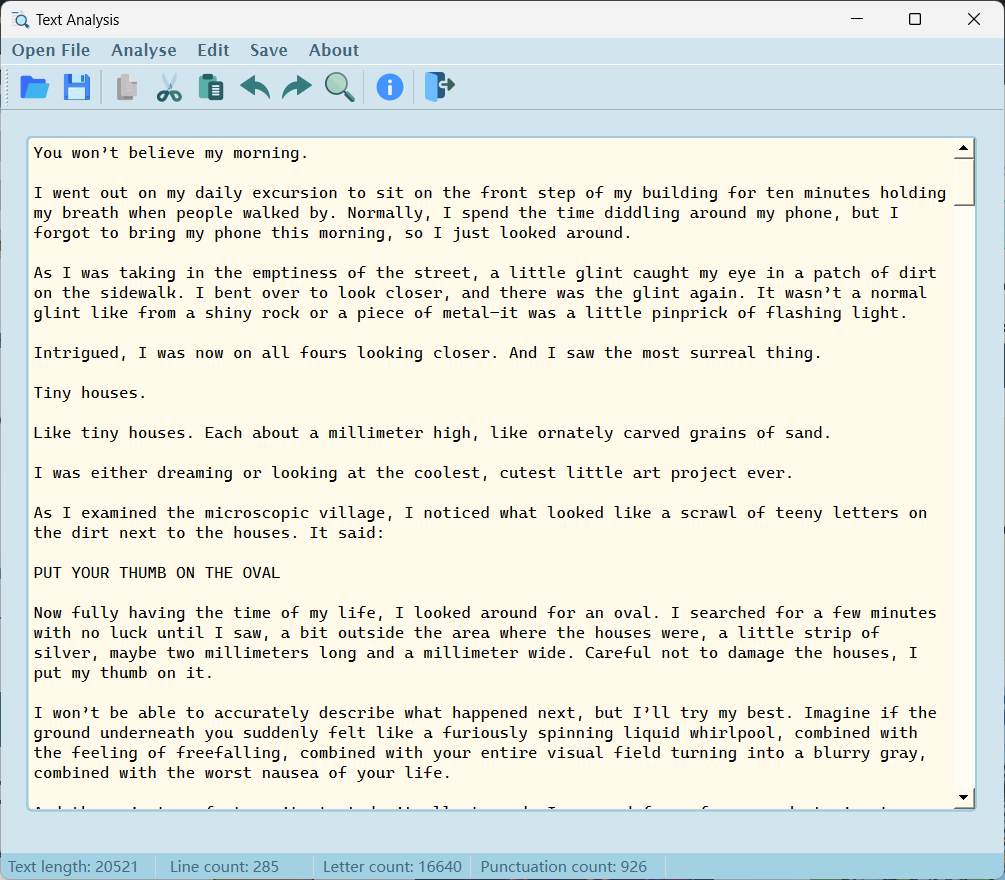 Text Analysis
Open File Analyse Edit Save About
You won't believe my morning.
I went out on my daily excursion to sit on the front step of my building for ten minutes holding
my breath when people walked by. Normally, I spend the time diddling around my phone, but I
forgot to bring my phone this morning, so I just looked around.
As I was taking in the emptiness of the street, a little glint caught my eye in a patch of dirt
on the sidewalk. I bent over to look closer, and there was the glint again. It wasn't a normal
glint like from a shiny rock or a piece of metal—it was a little pinprick of flashing light.
Intrigued, I was now on all fours looking closer. And I saw the most surreal thing.
Tiny houses.
Like tiny houses. Each about a millimeter high, like ornately carved grains of sand.
I was either dreaming or looking at the coolest, cutest little art project ever.
As I examined the microscopic village, I noticed what looked like a scrawl of teeny letters on
the dirt next to the houses. It said:
PUT YOUR THUMB ON THE OVAL
Now fully having the time of my life, I looked around for an oval. I searched for a few minutes
with no luck until I saw, a bit outside the area where the houses were, a little strip of
silver, maybe two millimeters long and a millimeter wide. Careful not to damage the houses, I
put my thumb on it.
I won't be able to accurately describe what happened next, but I'll try my best. Imagine if the
ground underneath you suddenly felt like a furiously spinning liquid whirlpool, combined with
the feeling of freefalling, combined with your entire visual field turning into a blurry gray,
combined with the worst nausea of your life.
Text length: 20521 Line count: 285 Letter count: 16640 Punctuation count: 926